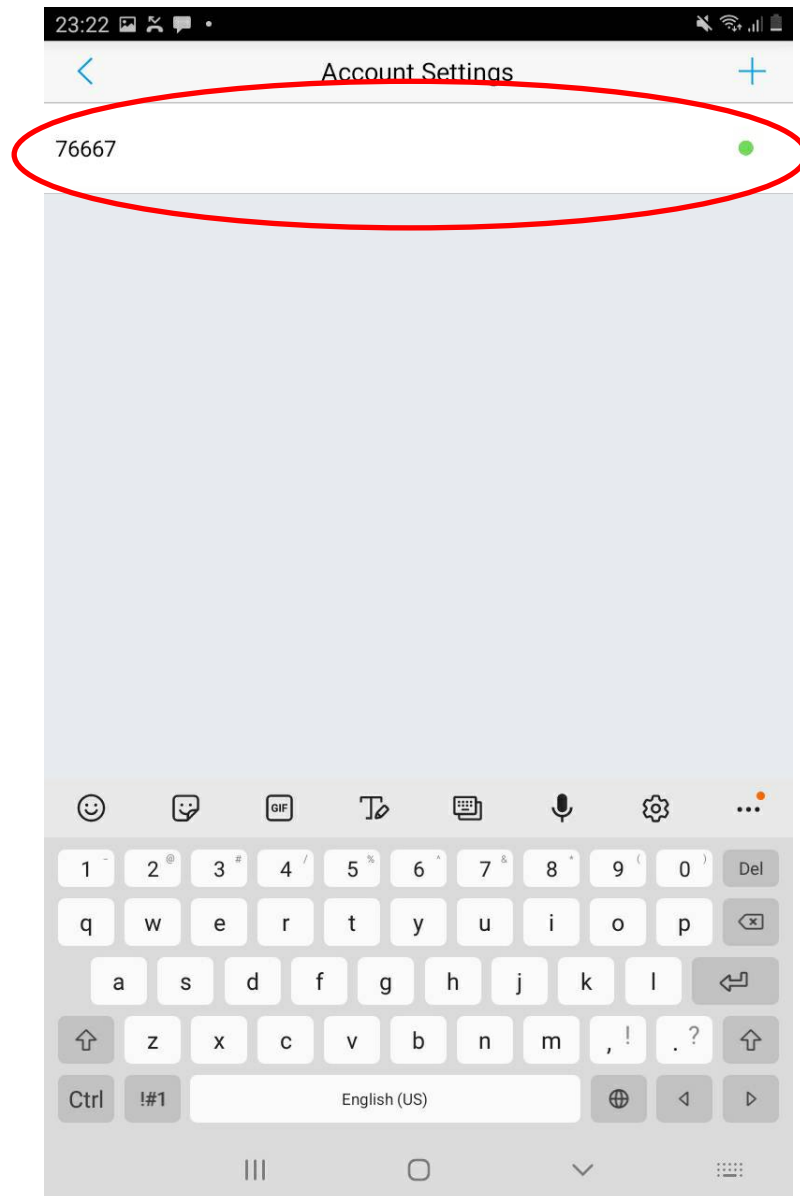 23:22
Account Settings
76667
GIF T
1 - 2 @ 3 # 4 / 5 % 6 ^ 7 & 8 * 9 ( 0 ) Del
q w e r t y u i o p
a s d f g h j k l
z x c v b n m , ! . ?
Ctrl !#1 English (US)